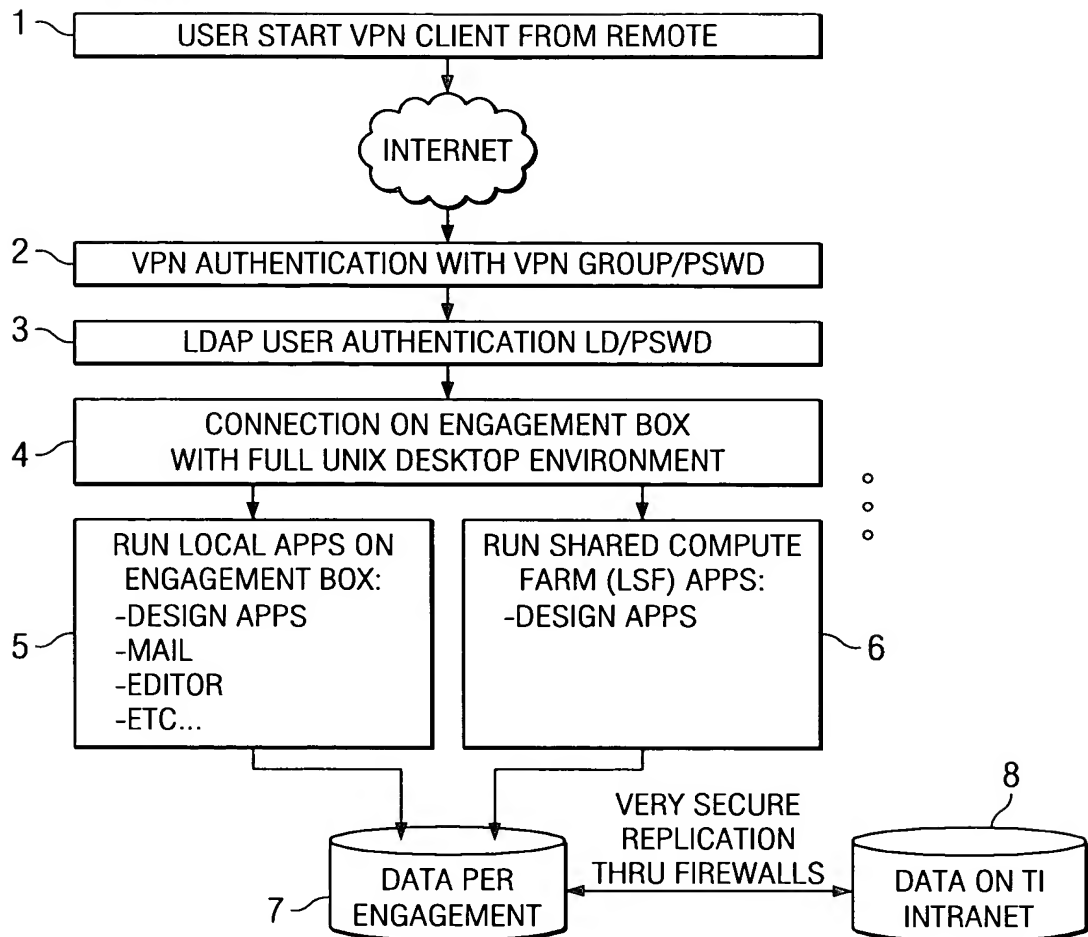 1
USER START VPN CLIENT FROM REMOTE
INTERNET
2
VPN AUTHENTICATION WITH VPN GROUP/PSWD
3
LDAP USER AUTHENTICATION LD/PSWD
4
CONNECTION ON ENGAGEMENT BOX
WITH FULL UNIX DESKTOP ENVIRONMENT
5
RUN LOCAL APPS ON
ENGAGEMENT BOX:
-DESIGN APPS
-MAIL
-EDITOR
-ETC...
RUN SHARED COMPUTE
FARM (LSF) APPS:
-DESIGN APPS
6
7
DATA PER
ENGAGEMENT
VERY SECURE
REPLICATION
THRU FIREWALLS
8
DATA ON TI
INTRANET